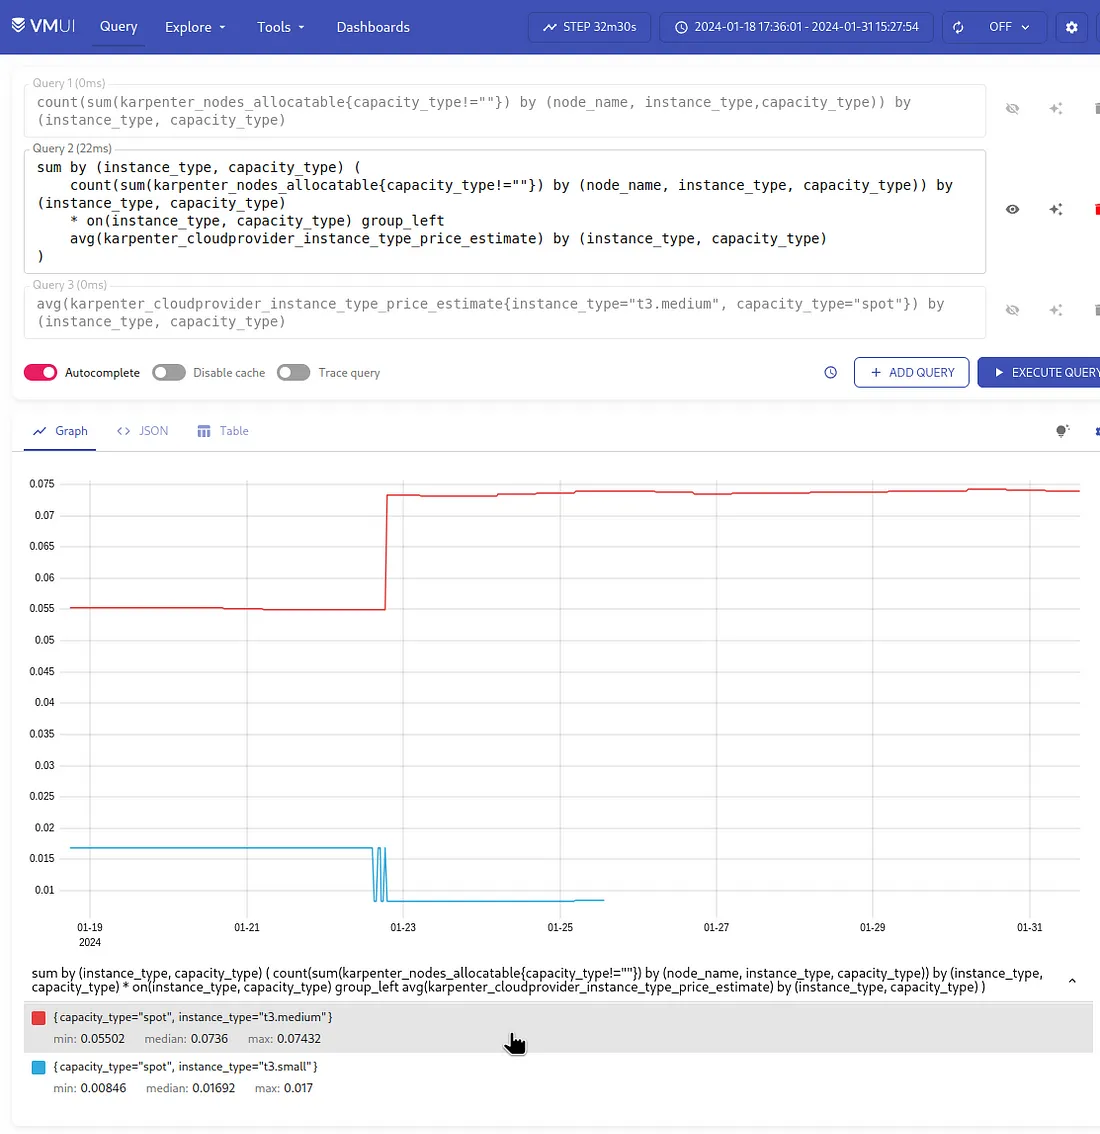 VMUI Query Explore Tools Dashboards STEP 32m30s 2024-01-18 17:36:01 - 2024-01-31 15:27:54 OFF
Query 1 (0ms)
count(sum(karpenter_nodes_allocatable{capacity_type!=""}) by (node_name, instance_type,capacity_type)) by
(instance_type, capacity_type)
Query 2 (22ms)
sum by (instance_type, capacity_type) (
    count(sum(karpenter_nodes_allocatable{capacity_type!=""}) by (node_name, instance_type, capacity_type)) by
(instance_type, capacity_type)
    * on(instance_type, capacity_type) group_left
    avg(karpenter_cloudprovider_instance_type_price_estimate) by (instance_type, capacity_type)
)
Query 3 (0ms)
avg(karpenter_cloudprovider_instance_type_price_estimate{instance_type="t3.medium", capacity_type="spot"}) by
(instance_type, capacity_type)
Autocomplete Disable cache Trace query ADD QUERY EXECUTE QUERY
Graph JSON Table
0.075
0.07
0.065
0.06
0.055
0.05
0.045
0.04
0.035
0.03
0.025
0.02
0.015
0.01
01-19 01-21 01-23 01-25 01-27 01-29 01-31
2024
sum by (instance_type, capacity_type) ( count(sum(karpenter_nodes_allocatable{capacity_type!=""}) by (node_name, instance_type, capacity_type)) by (instance_type,
capacity_type) * on(instance_type, capacity_type) group_left avg(karpenter_cloudprovider_instance_type_price_estimate) by (instance_type, capacity_type) )
{capacity_type="spot", instance_type="t3.medium"}
min: 0.05502 median: 0.0736 max: 0.07432
{capacity_type="spot", instance_type="t3.small"}
min: 0.00846 median: 0.01692 max: 0.017